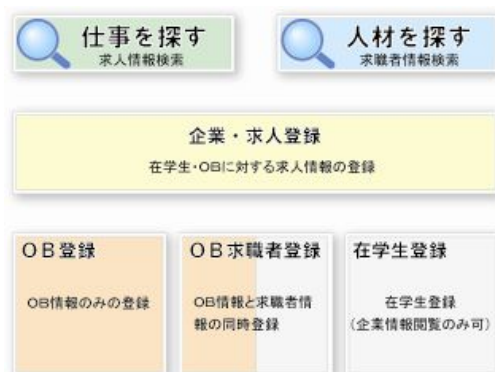 仕事を探す
求人情報検索
人材を探す
求職者情報検索
企業・求人登録
在学生・OBに対する求人情報の登録
OB登録
OB情報のみの登録
OB求職者登録
OB情報と求職者情
報の同時登録
在学生登録
在学生登録
(企業情報閲覧のみ可)